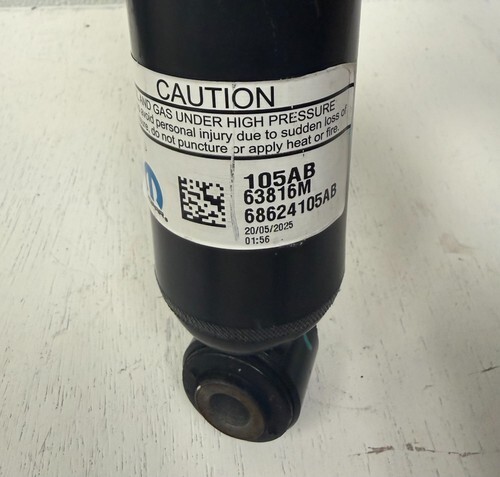 CAUTION
AND GAS UNDER HIGH PRESSURE
avoid personal injury due to sudden loss of
do not puncture or apply heat or fire.
105AB
63816M
68624105AB
20/05/2025
01:56